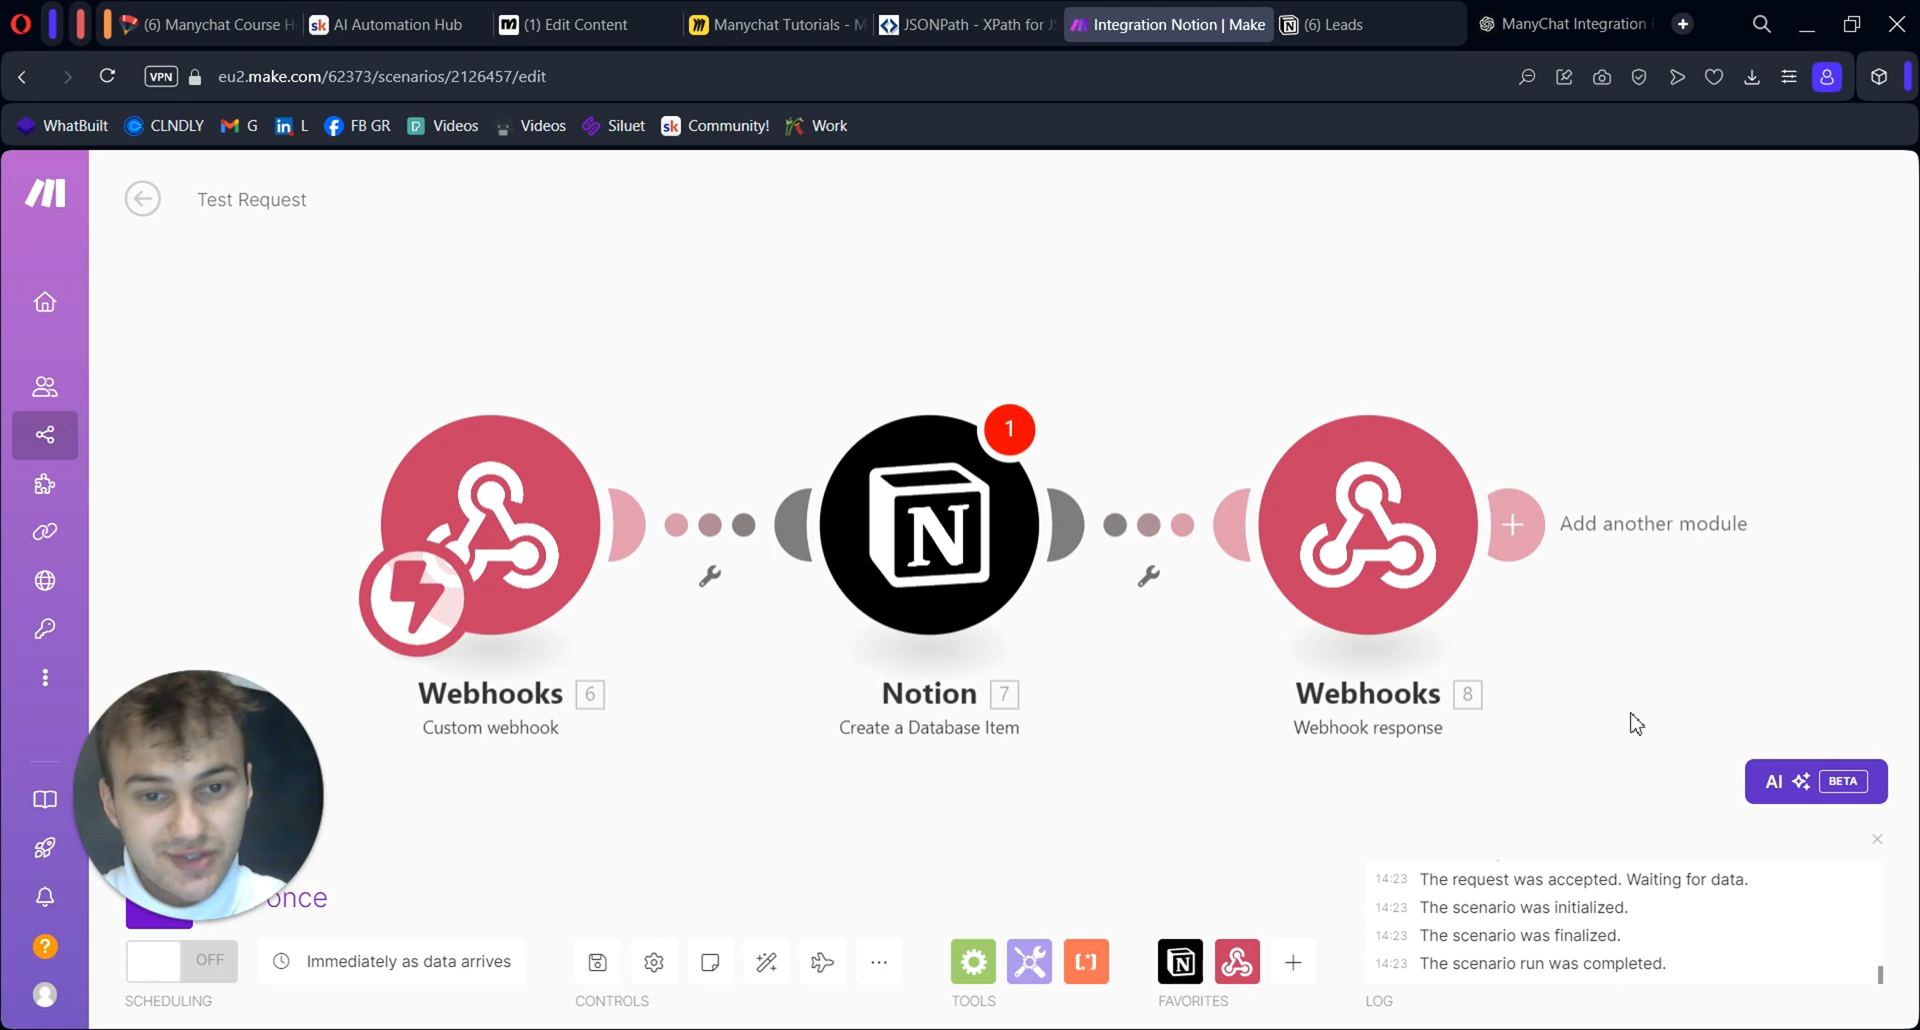 (6) Manychat Course H
sk AI Automation Hub
(1) Edit Content
Manychat Tutorials - M
JSONPath - XPath for JS
Integration Notion | Make
(6) Leads
ManyChat Integration
VPN
eu2.make.com/62373/scenarios/2126457/edit
WhatBuilt
CLNDLY
G
in L
FB GR
Videos
Videos
Siluet
sk Community!
Work
Test Request
1
Add another module
Webhooks 6
Custom webhook
Notion 7
Create a Database Item
Webhooks 8
Webhook response
AI BETA
once
14:23 The request was accepted. Waiting for data.
14:23 The scenario was initialized.
14:23 The scenario was finalized.
14:23 The scenario run was completed.
OFF
Immediately as data arrives
SCHEDULING
CONTROLS
TOOLS
FAVORITES
LOG